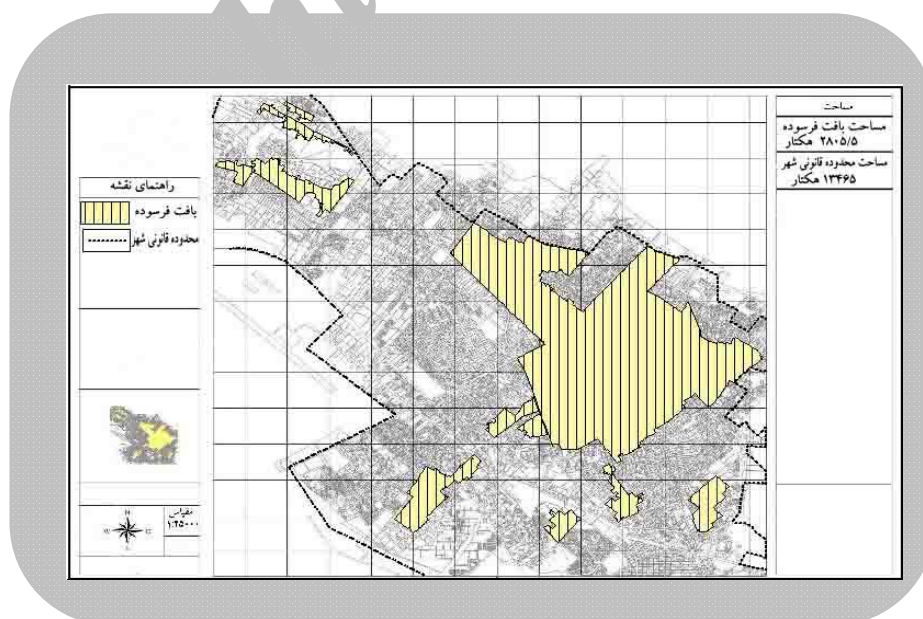 مساحت
مساحت بافت فرسوده
۲۸۰۵/۵ هکتار
مساحت محدوده قانونی شهر
۱۳۴۶۵ هکتار
راهنمای نقشه
بافت فرسوده
محدوده قانونی شهر
مقیاس
۱:۲۵۰۰۰